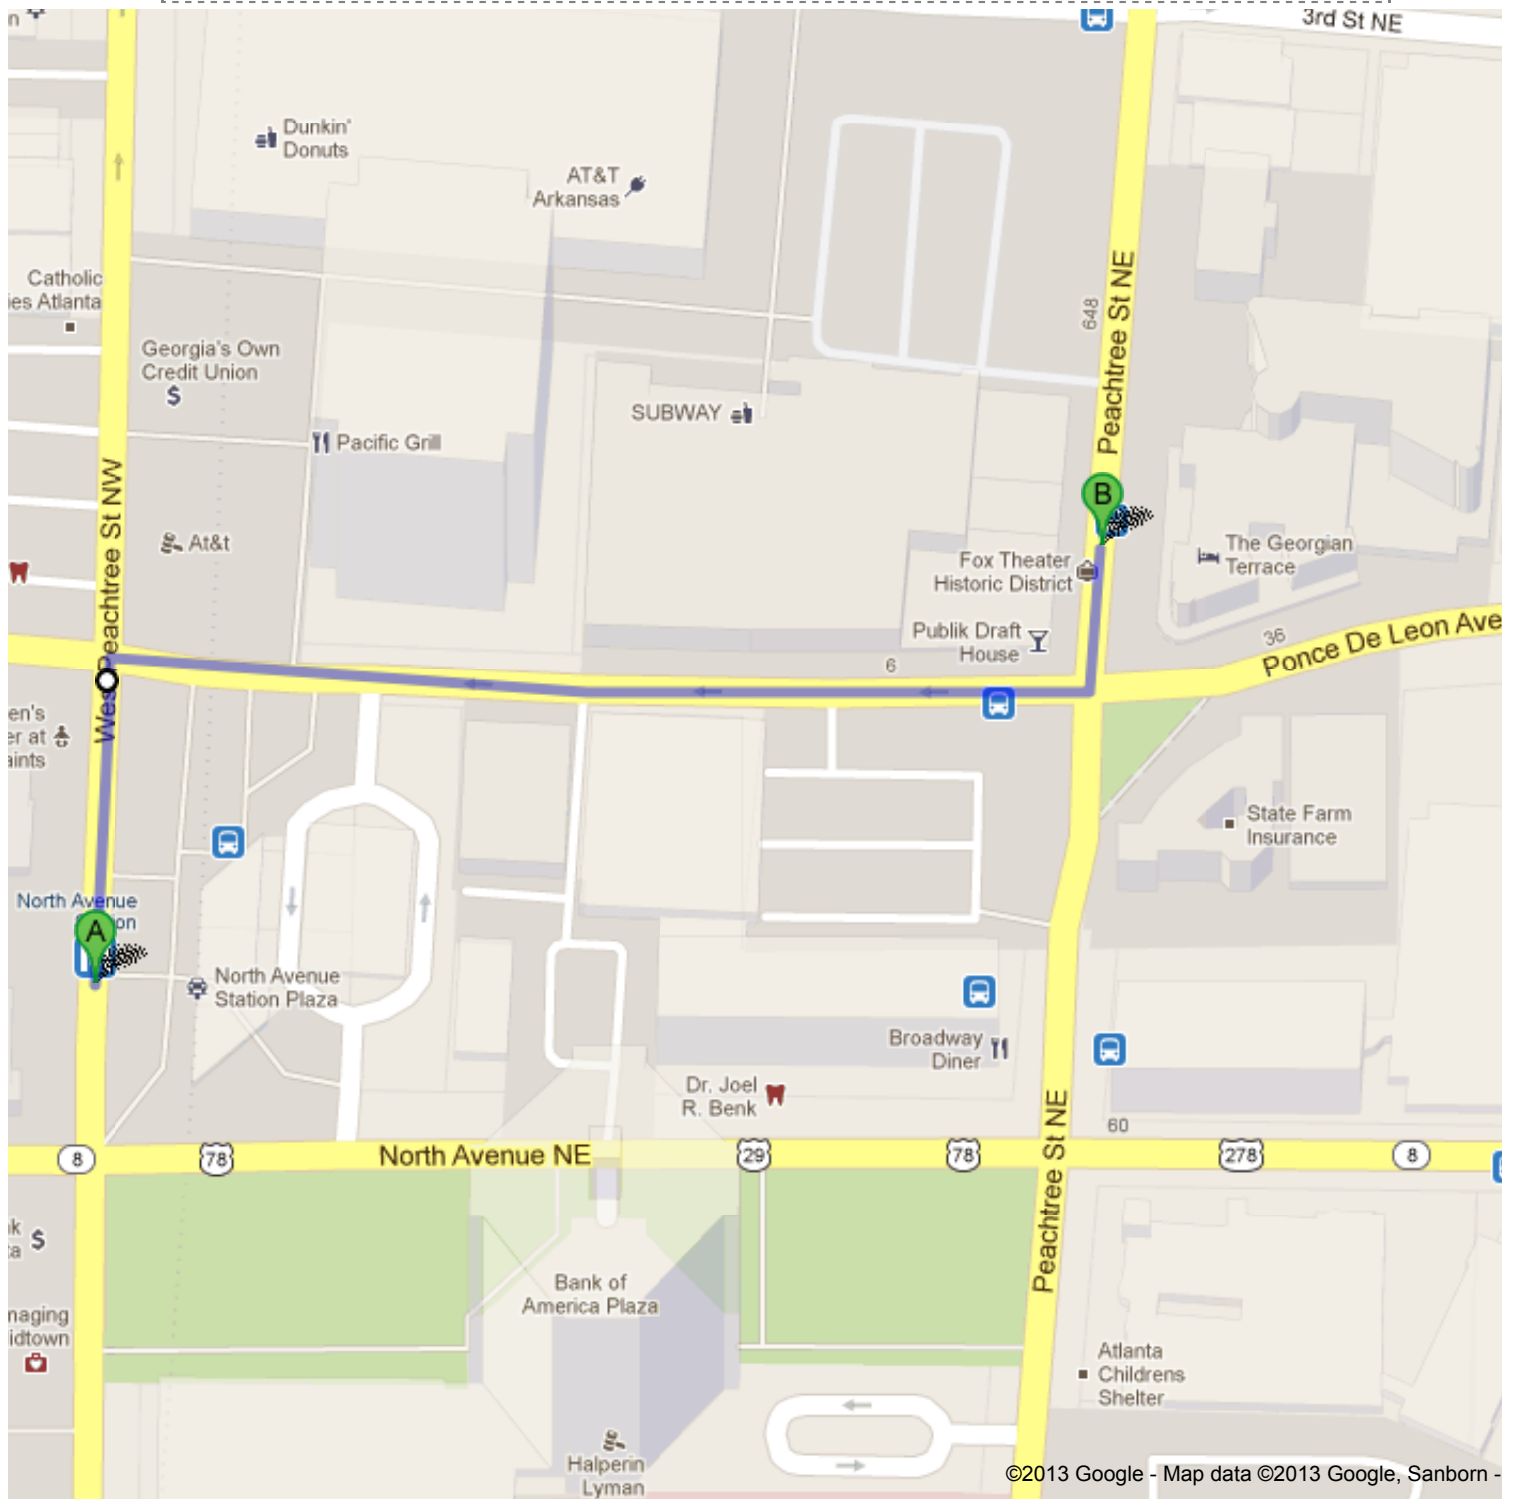 3rd St NE
Dunkin'
Donuts
AT&T
Arkansas
Catholic
ies Atlanta
Peachtree St NE
648
Georgia's Own
Credit Union
$
SUBWAY
Pacific Grill
West Peachtree St NW
B
At&t
The Georgian
Terrace
Fox Theater
Historic District
Publik Draft
House
6
36
Ponce De Leon Ave
en's
er at
aints
State Farm
Insurance
North Avenue
A
North Avenue
Station Plaza
Broadway
Diner
Dr. Joel
R. Benk
Peachtree St NE
60
8
78
North Avenue NE
29
78
278
8
$
Bank of
America Plaza
maging
idtown
Atlanta
Childrens
Shelter
Halperin
Lyman
©2013 Google - Map data ©2013 Google, Sanborn -